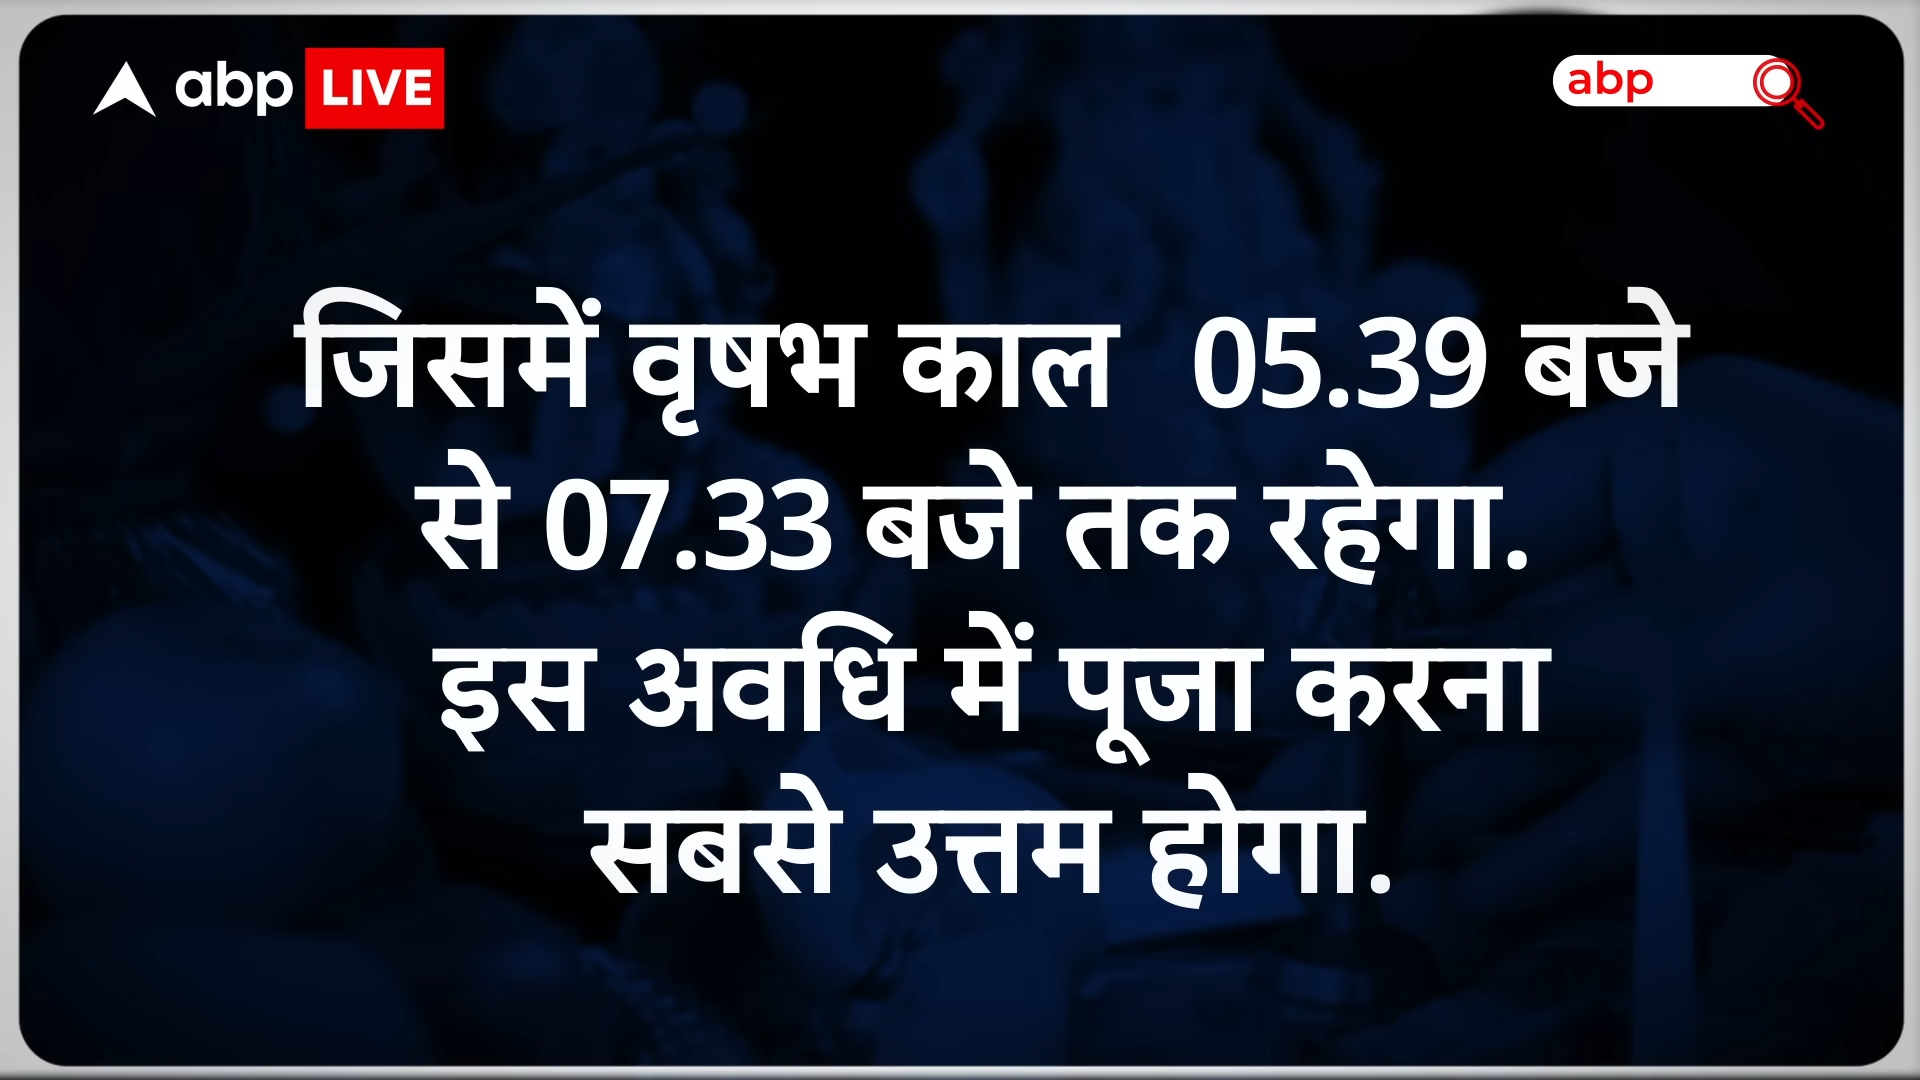 abp LIVE
abp
जिसमें वृषभ काल 05.39 बजे
से 07.33 बजे तक रहेगा.
इस अवधि में पूजा करना
सबसे उत्तम होगा.